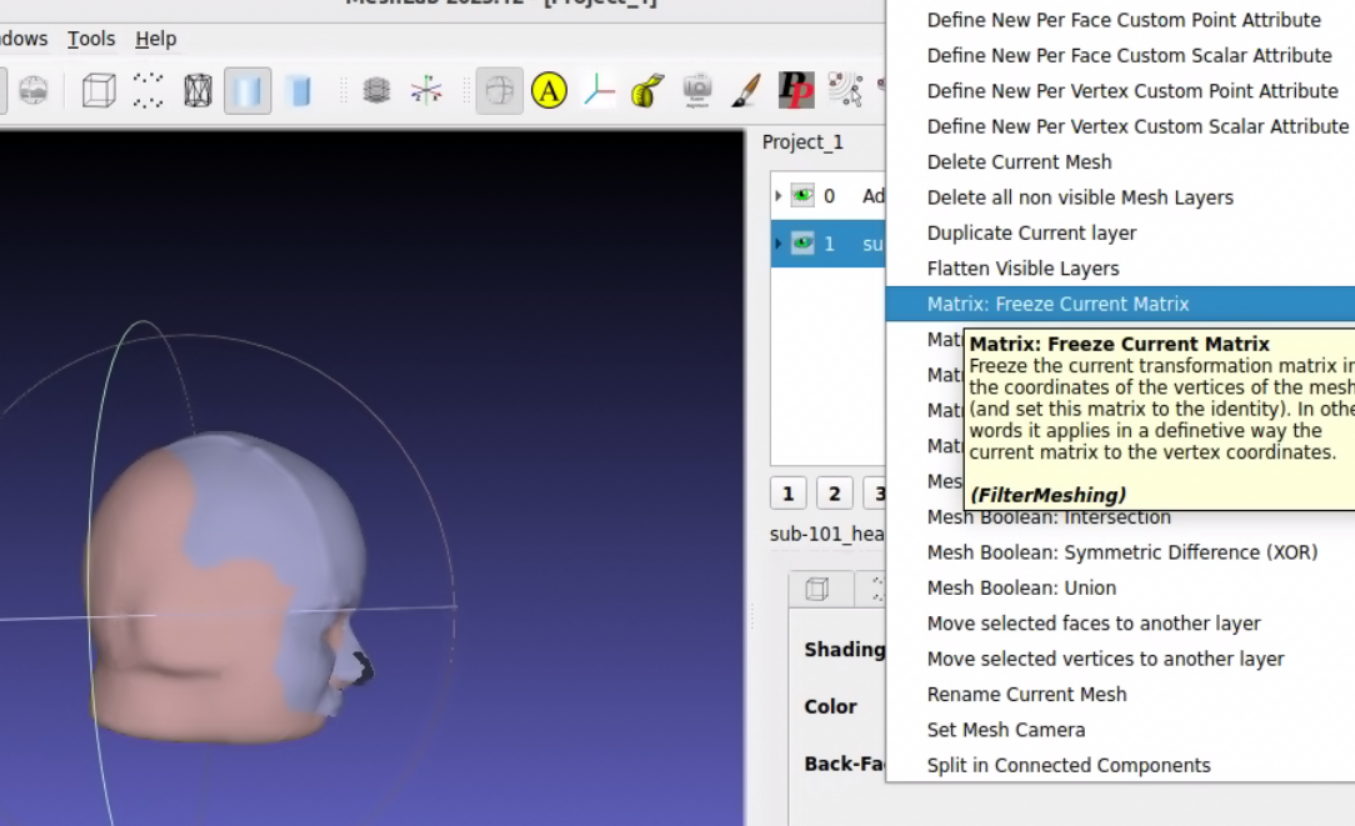 MeshLab 2023.12 - [Project_1]
dows Tools Help
A
PP
Project_1
0 Ad
1 su
1 2 3
sub-101_hea
Shading
Color
Back-Fa
Define New Per Face Custom Point Attribute
Define New Per Face Custom Scalar Attribute
Define New Per Vertex Custom Point Attribute
Define New Per Vertex Custom Scalar Attribute
Delete Current Mesh
Delete all non visible Mesh Layers
Duplicate Current layer
Flatten Visible Layers
Matrix: Freeze Current Matrix
Mat
Mat
Mat
Mat
Mes
Matrix: Freeze Current Matrix
Freeze the current transformation matrix in
the coordinates of the vertices of the mesh
(and set this matrix to the identity). In othe
words it applies in a definetive way the
current matrix to the vertex coordinates.
(FilterMeshing)
Mesh Boolean: Intersection
Mesh Boolean: Symmetric Difference (XOR)
Mesh Boolean: Union
Move selected faces to another layer
Move selected vertices to another layer
Rename Current Mesh
Set Mesh Camera
Split in Connected Components